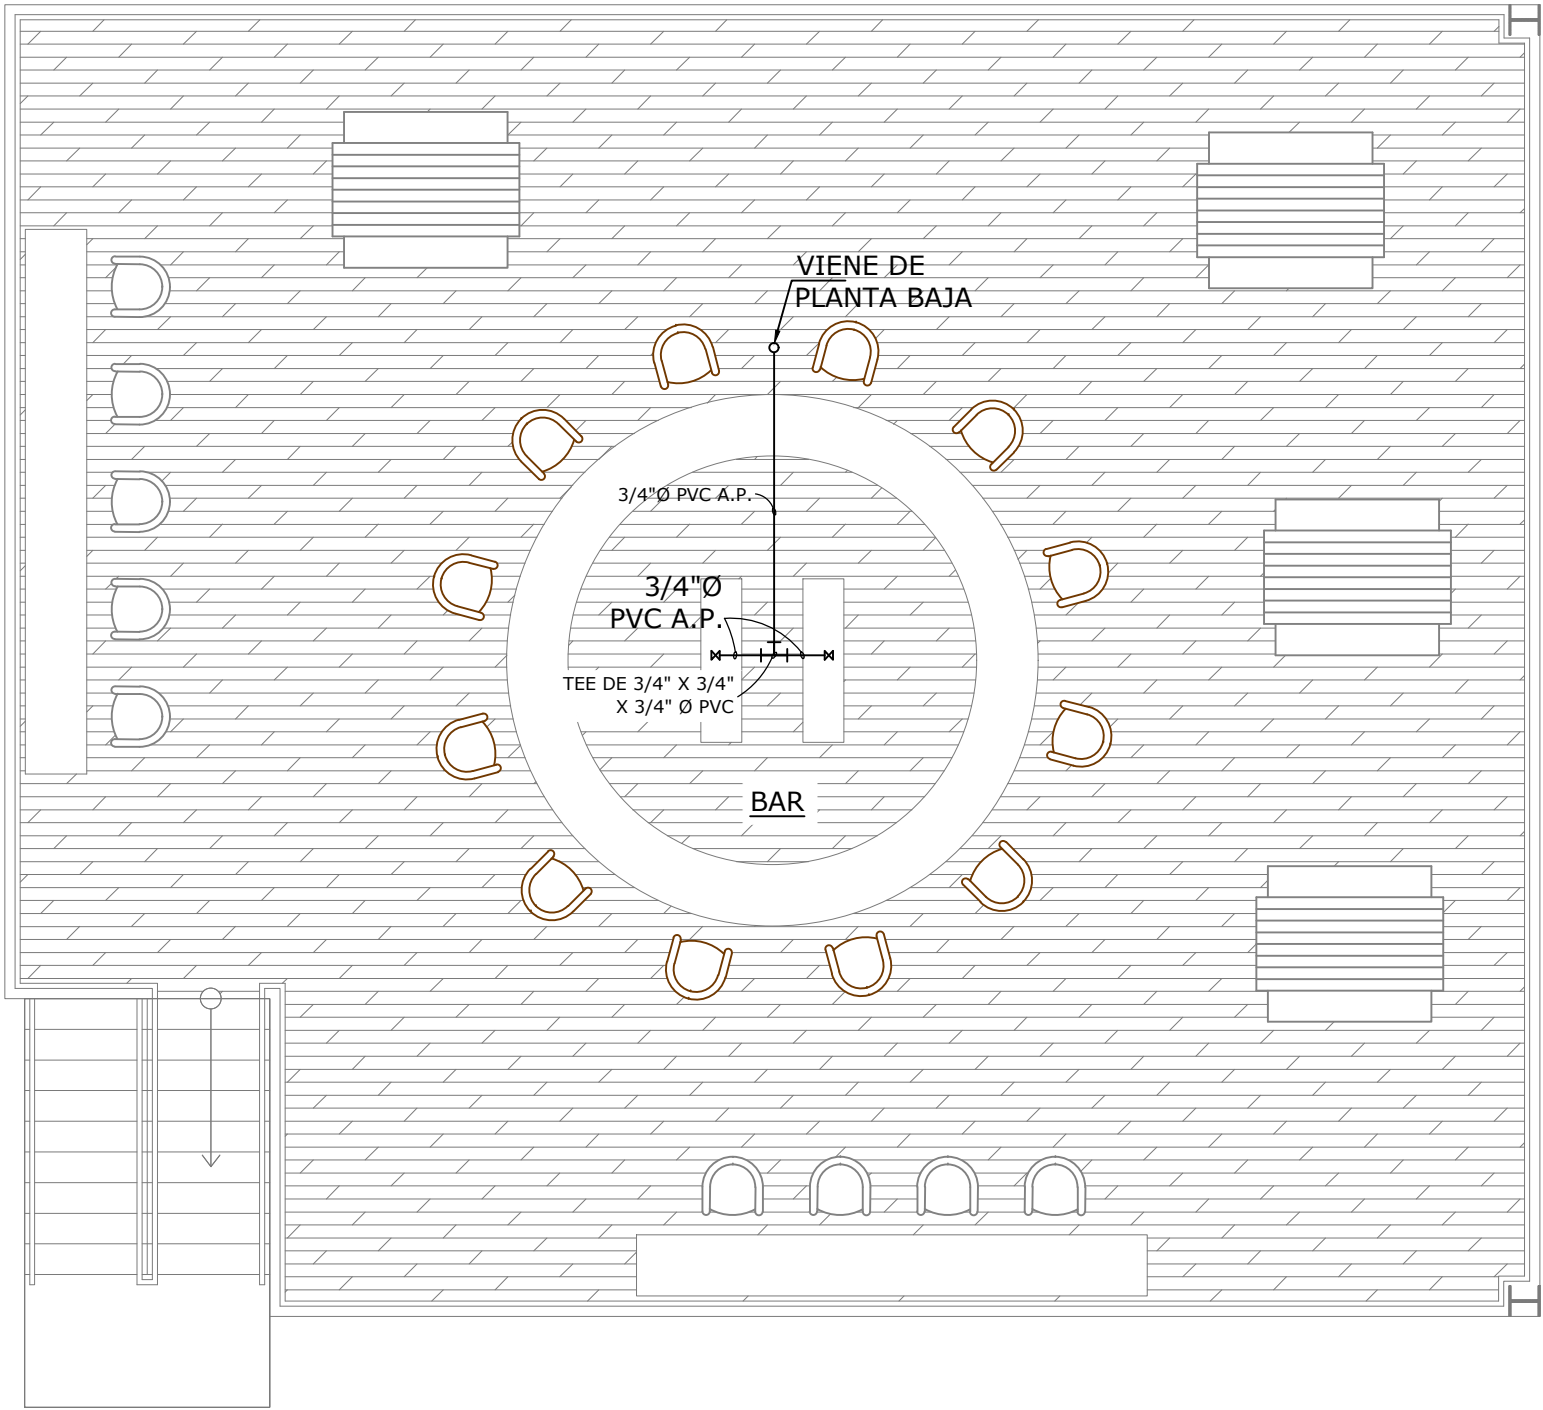 VIENE DE
PLANTA BAJA
3/4"Ø PVC A.P.
3/4"Ø
PVC A.P.
TEE DE 3/4" X 3/4"
X 3/4" Ø PVC
BAR